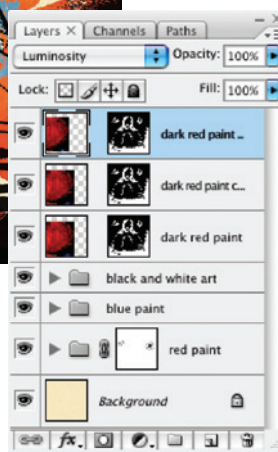 Layers × Channels Paths
Luminosity Opacity: 100%
Lock: Fill: 100%
dark red paint ...
dark red paint c...
dark red paint
black and white art
blue paint
red paint
Background
fx.